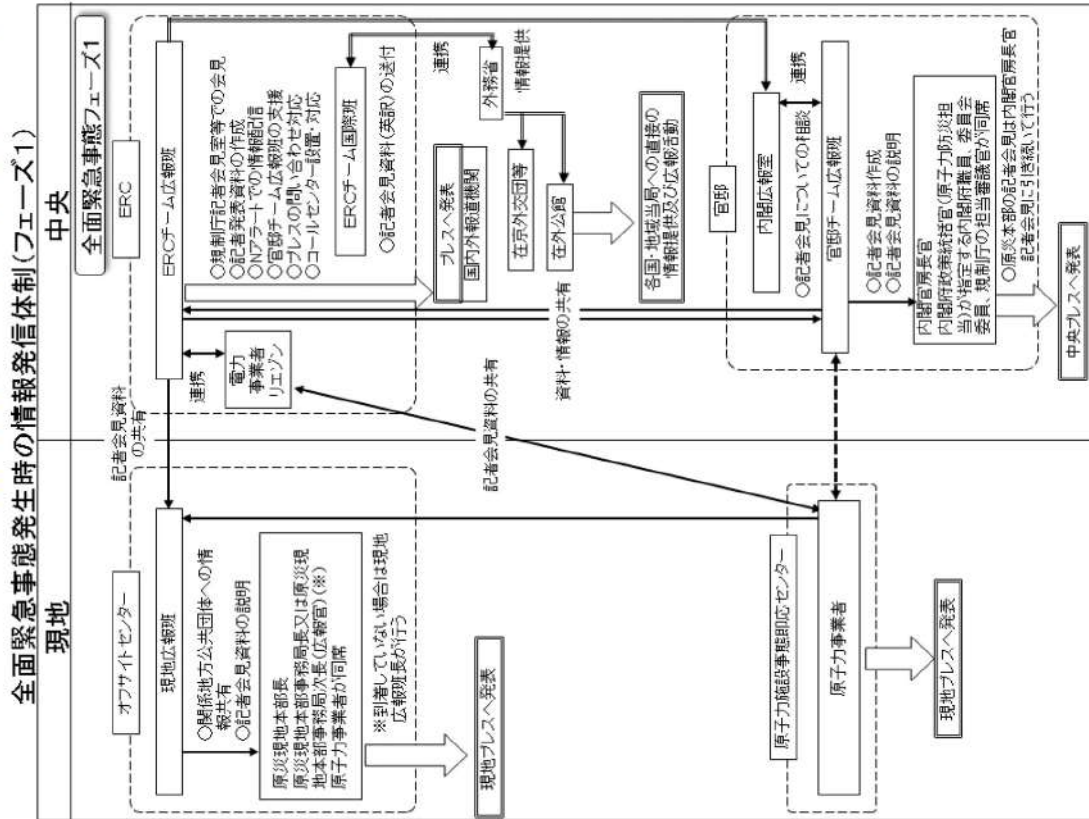 全面緊急事態発生時の情報発信体制(フェーズ1)
現地
中央
全面緊急事態フェーズ1
オフサイトセンター
現地広報班
○関係地方公共団体への情
報共有
○記者会見資料の説明
原災現地本部長
原災現地本部事務局長又は原災現
地本部事務局次長(広報官)(※)
原子力事業者が同席
※到着していない場合は現地
広報班長が行う
現地プレスへ発表
原子力施設事態即応センター
原子力事業者
現地プレスへ発表
記者会見資料
の共有
記者会見資料の共有
ERC
ERCチーム広報班
○規制庁記者会見室等での会見
○記者発表資料の作成
○Nアラートでの情報配信
○官邸チーム広報班の支援
○プレスの問い合わせ対応
○コールセンター設置・対応
連携
電力
事業者
リエゾン
ERCチーム国際班
○記者会見資料(英訳)の送付
プレスへ発表
国内外報道機関
連携
外務省
情報提供
在京外交団等
在外公館
各国・地域当局への直接の
情報提供及び広報活動
資料・情報の共有
官邸
内閣広報室
連携
○記者会見についての相談
官邸チーム広報班
○記者会見資料作成
○記者会見資料の説明
内閣官房長官
内閣府政策統括官(原子力防災担
当)が指定する内閣府職員、委員会
委員、規制庁の担当審議官が同席
○原災本部の記者会見は内閣官房長官
記者会見に引き続いて行う
中央プレスへ発表